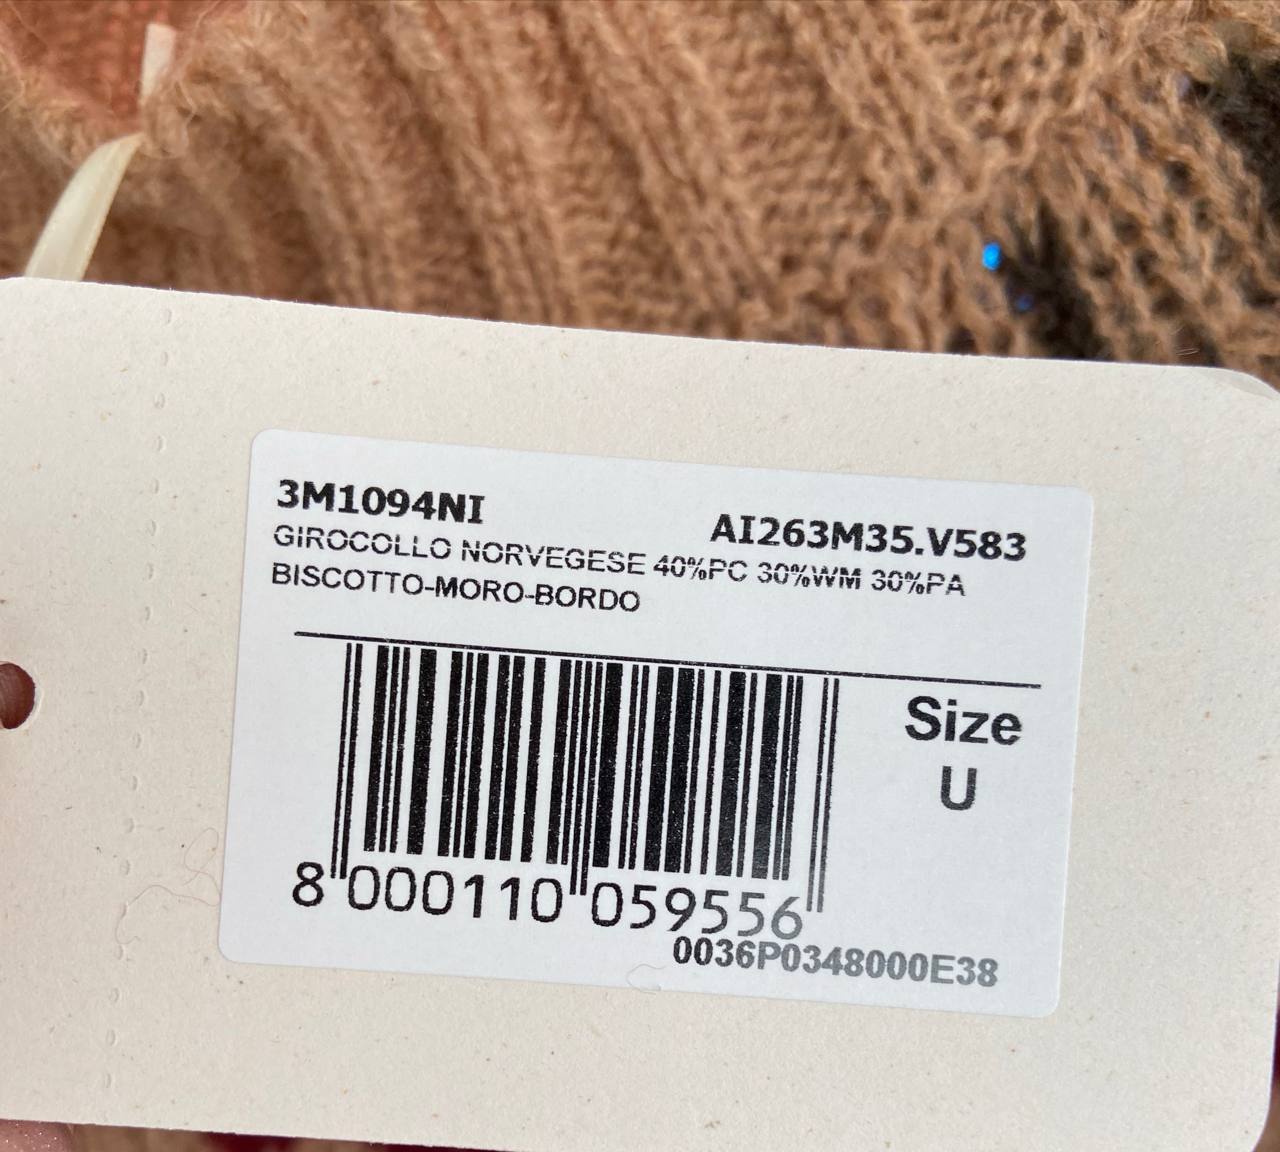 3M1094NI AI263M35.V583
GIROCOLLO NORVEGESE 40%PC 30%WM 30%PA
BISCOTTO-MORO-BORDO
Size
U
8 000110 059556
0036P0348000E38